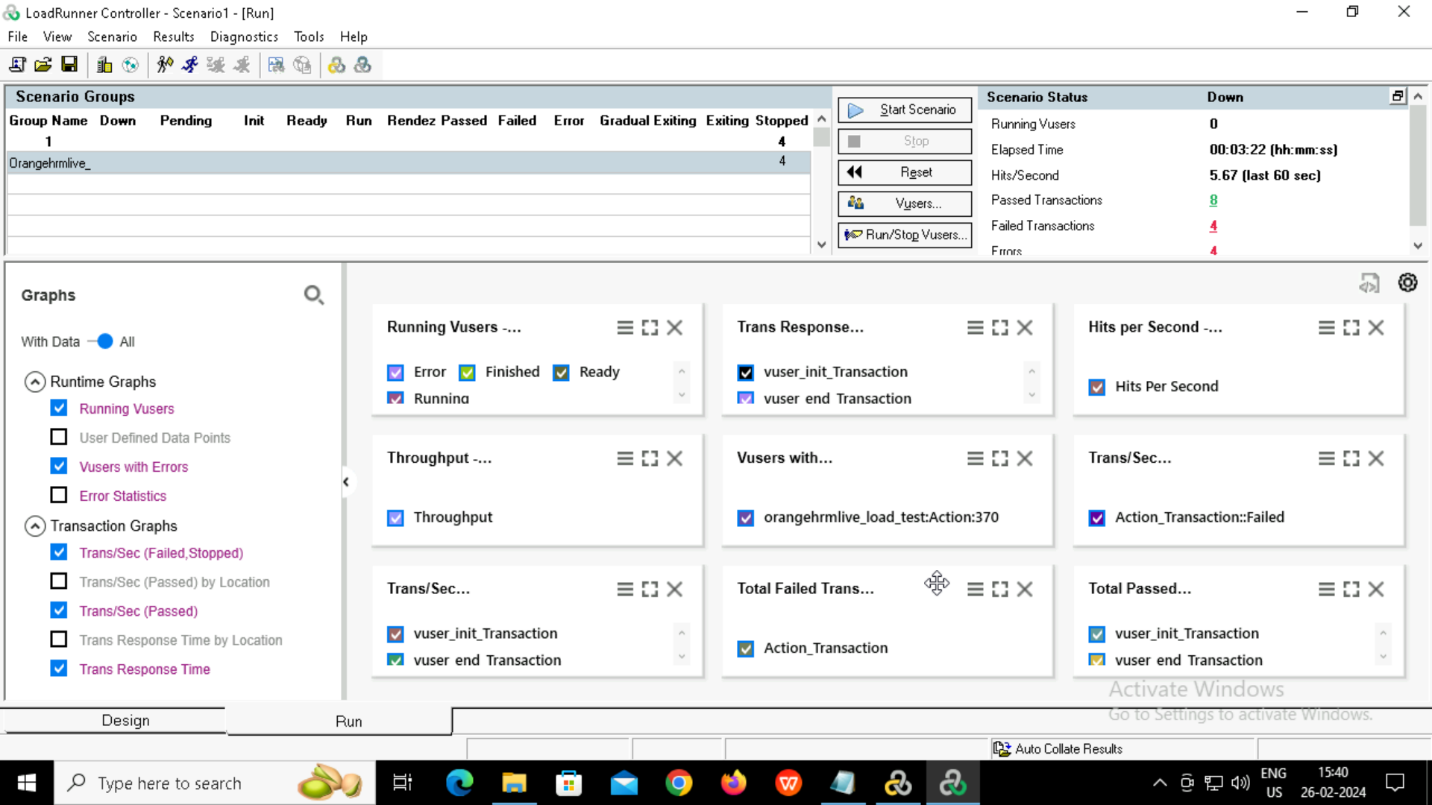 LoadRunner Controller - Scenario1 - [Run]
File View Scenario Results Diagnostics Tools Help
Scenario Groups
Group Name Down Pending Init Ready Run Rendez Passed Failed Error Gradual Exiting Exiting Stopped
1 4
Orangehrmlive_ 4
Start Scenario
Stop
Reset
Vusers...
Run/Stop Vusers...
Scenario Status Down
Running Vusers 0
Elapsed Time 00:03:22 (hh:mm:ss)
Hits/Second 5.67 (last 60 sec)
Passed Transactions 8
Failed Transactions 4
Errors 4
Graphs
With Data All
Runtime Graphs
Running Vusers
User Defined Data Points
Vusers with Errors
Error Statistics
Transaction Graphs
Trans/Sec (Failed,Stopped)
Trans/Sec (Passed) by Location
Trans/Sec (Passed)
Trans Response Time by Location
Trans Response Time
Running Vusers -...
Error Finished Ready
Running
Trans Response...
vuser_init_Transaction
vuser_end_Transaction
Hits per Second -...
Hits Per Second
Throughput -...
Throughput
Vusers with...
orangehrmlive_load_test:Action:370
Trans/Sec...
Action_Transaction::Failed
Trans/Sec...
vuser_init_Transaction
vuser_end_Transaction
Total Failed Trans...
Action_Transaction
Total Passed...
vuser_init_Transaction
vuser_end_Transaction
Activate Windows
Go to Settings to activate Windows.
Design Run
Auto Collate Results
Type here to search
ENG
US
15:40
26-02-2024